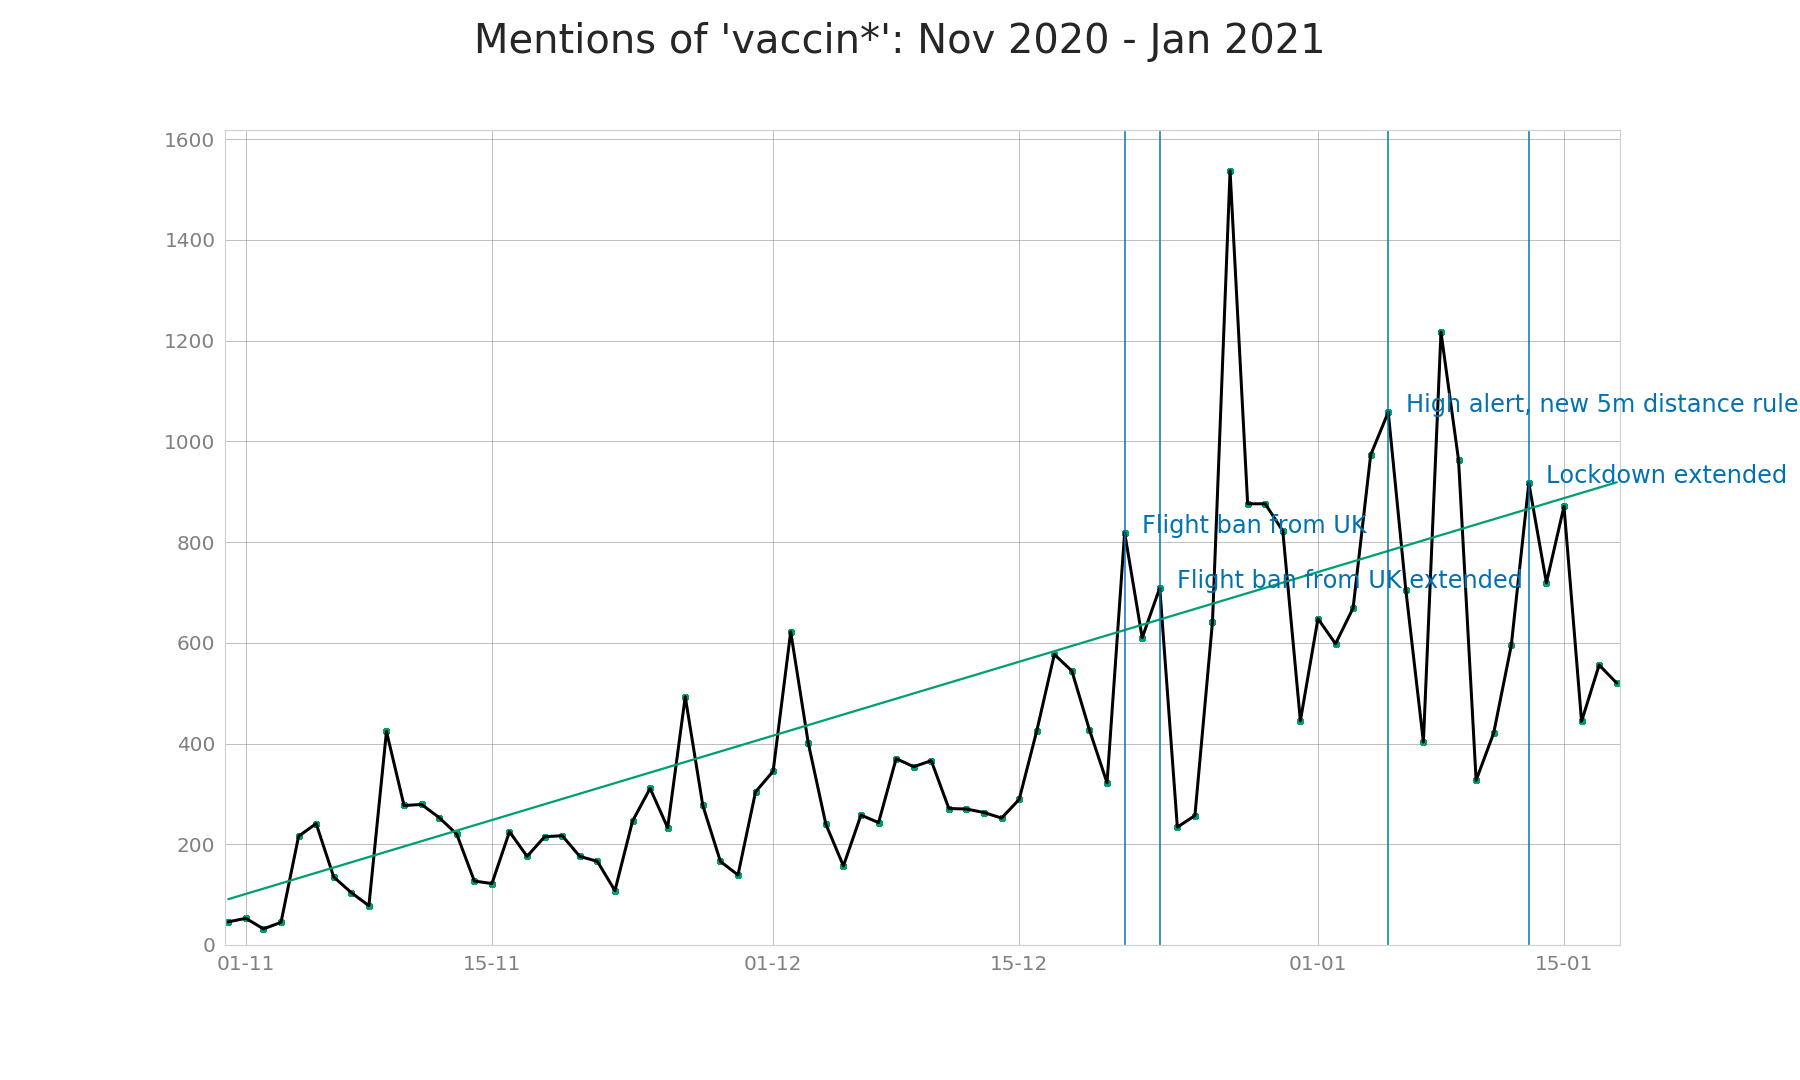 Mentions of 'vaccin*': Nov 2020 - Jan 2021
1600
1400
1200
High alert, new 5m distance rule
1000
Lockdown extended
Flight ban from UK
800
Flight ban from UK extended
600
400
200
0
01-11 15-11 01-12 15-12 01-01 15-01